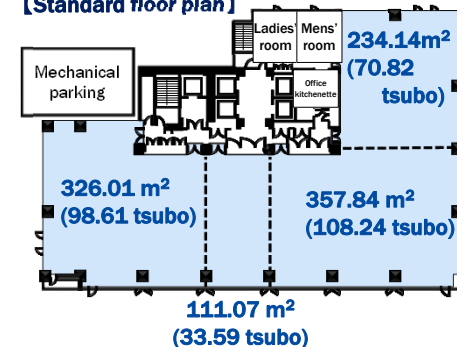 【Standard floor plan】
Ladies'
room
Mens'
room
234.14m²
(70.82
tsubo)
Mechanical
parking
Office
kitchenette
326.01 m²
(98.61 tsubo)
357.84 m²
(108.24 tsubo)
111.07 m²
(33.59 tsubo)